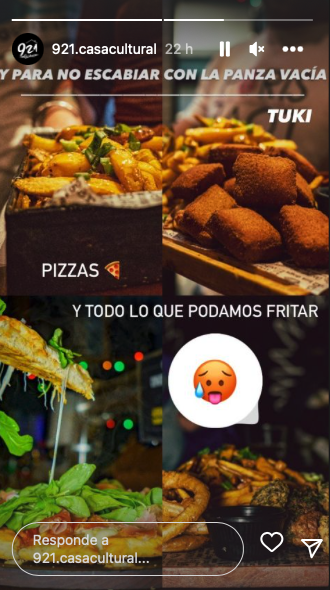 921
921.casacultural 22 h
Y PARA NO ESCABIAR CON LA PANZA VACÍA
TUKI
PIZZAS 🍕
Y TODO LO QUE PODAMOS FRITAR
🥵
Responde a
921.casacultural...